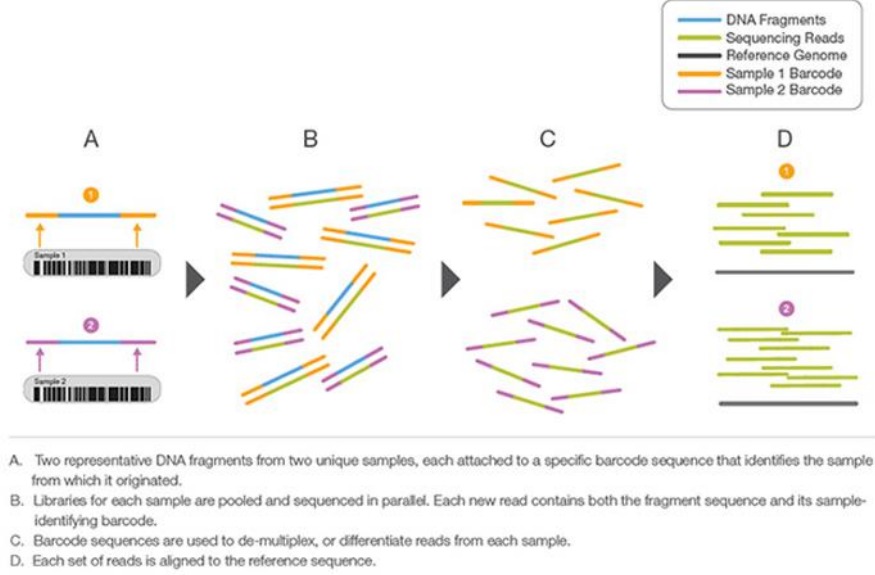 DNA Fragments
Sequencing Reads
Reference Genome
Sample 1 Barcode
Sample 2 Barcode
A
B
C
D
1
1
Sample 1
2
2
Sample 2
A. Two representative DNA fragments from two unique samples, each attached to a specific barcode sequence that identifies the sample
from which it originated.
B. Libraries for each sample are pooled and sequenced in parallel. Each new read contains both the fragment sequence and its sample-
identifying barcode.
C. Barcode sequences are used to de-multiplex, or differentiate reads from each sample.
D. Each set of reads is aligned to the reference sequence.